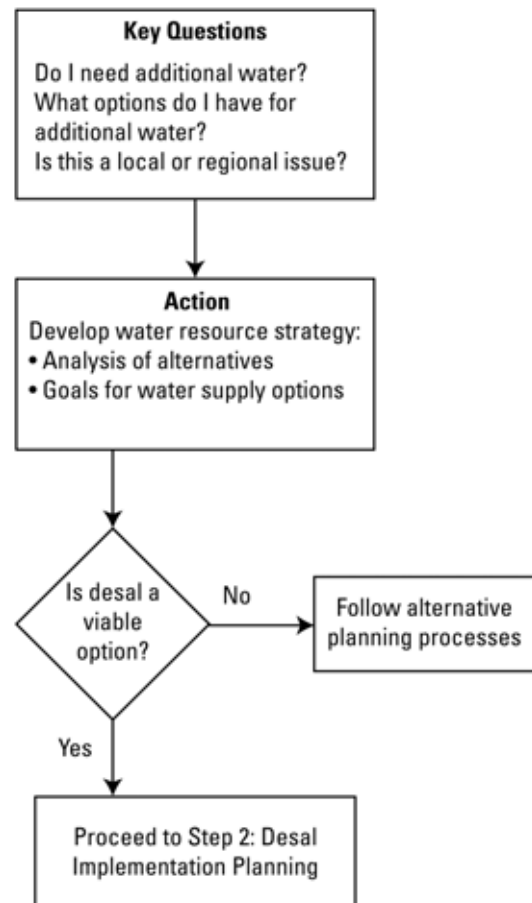 Key Questions
Do I need additional water?
What options do I have for
additional water?
Is this a local or regional issue?
Action
Develop water resource strategy:
• Analysis of alternatives
• Goals for water supply options
Is desal a
viable
option?
No
Follow alternative
planning processes
Yes
Proceed to Step 2: Desal
Implementation Planning